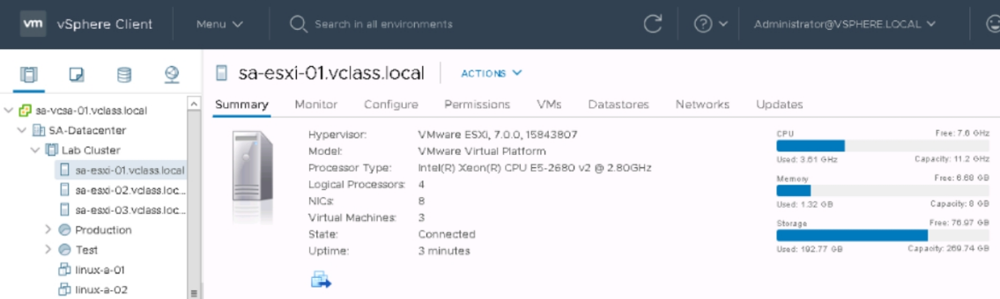 vm vSphere Client Menu Search in all environments Administrator@VSPHERE.LOCAL
sa-vcsa-01.vclass.local
SA-Datacenter
Lab Cluster
sa-esxi-01.vclass.local
sa-esxi-02.vclass.loc...
sa-esxi-03.vclass.loc...
Production
Test
linux-a-01
linux-a-02
sa-esxi-01.vclass.local ACTIONS
Summary Monitor Configure Permissions VMs Datastores Networks Updates
Hypervisor: VMware ESXi, 7.0.0, 15843807
Model: VMware Virtual Platform
Processor Type: Intel(R) Xeon(R) CPU E5-2680 v2 @ 2.80GHz
Logical Processors: 4
NICs: 8
Virtual Machines: 3
State: Connected
Uptime: 3 minutes
CPU Free: 7.6 GHz
Used: 3.61 GHz Capacity: 11.2 GHz
Memory Free: 6.68 GB
Used: 1.32 GB Capacity: 8 GB
Storage Free: 76.97 GB
Used: 192.77 GB Capacity: 269.74 GB